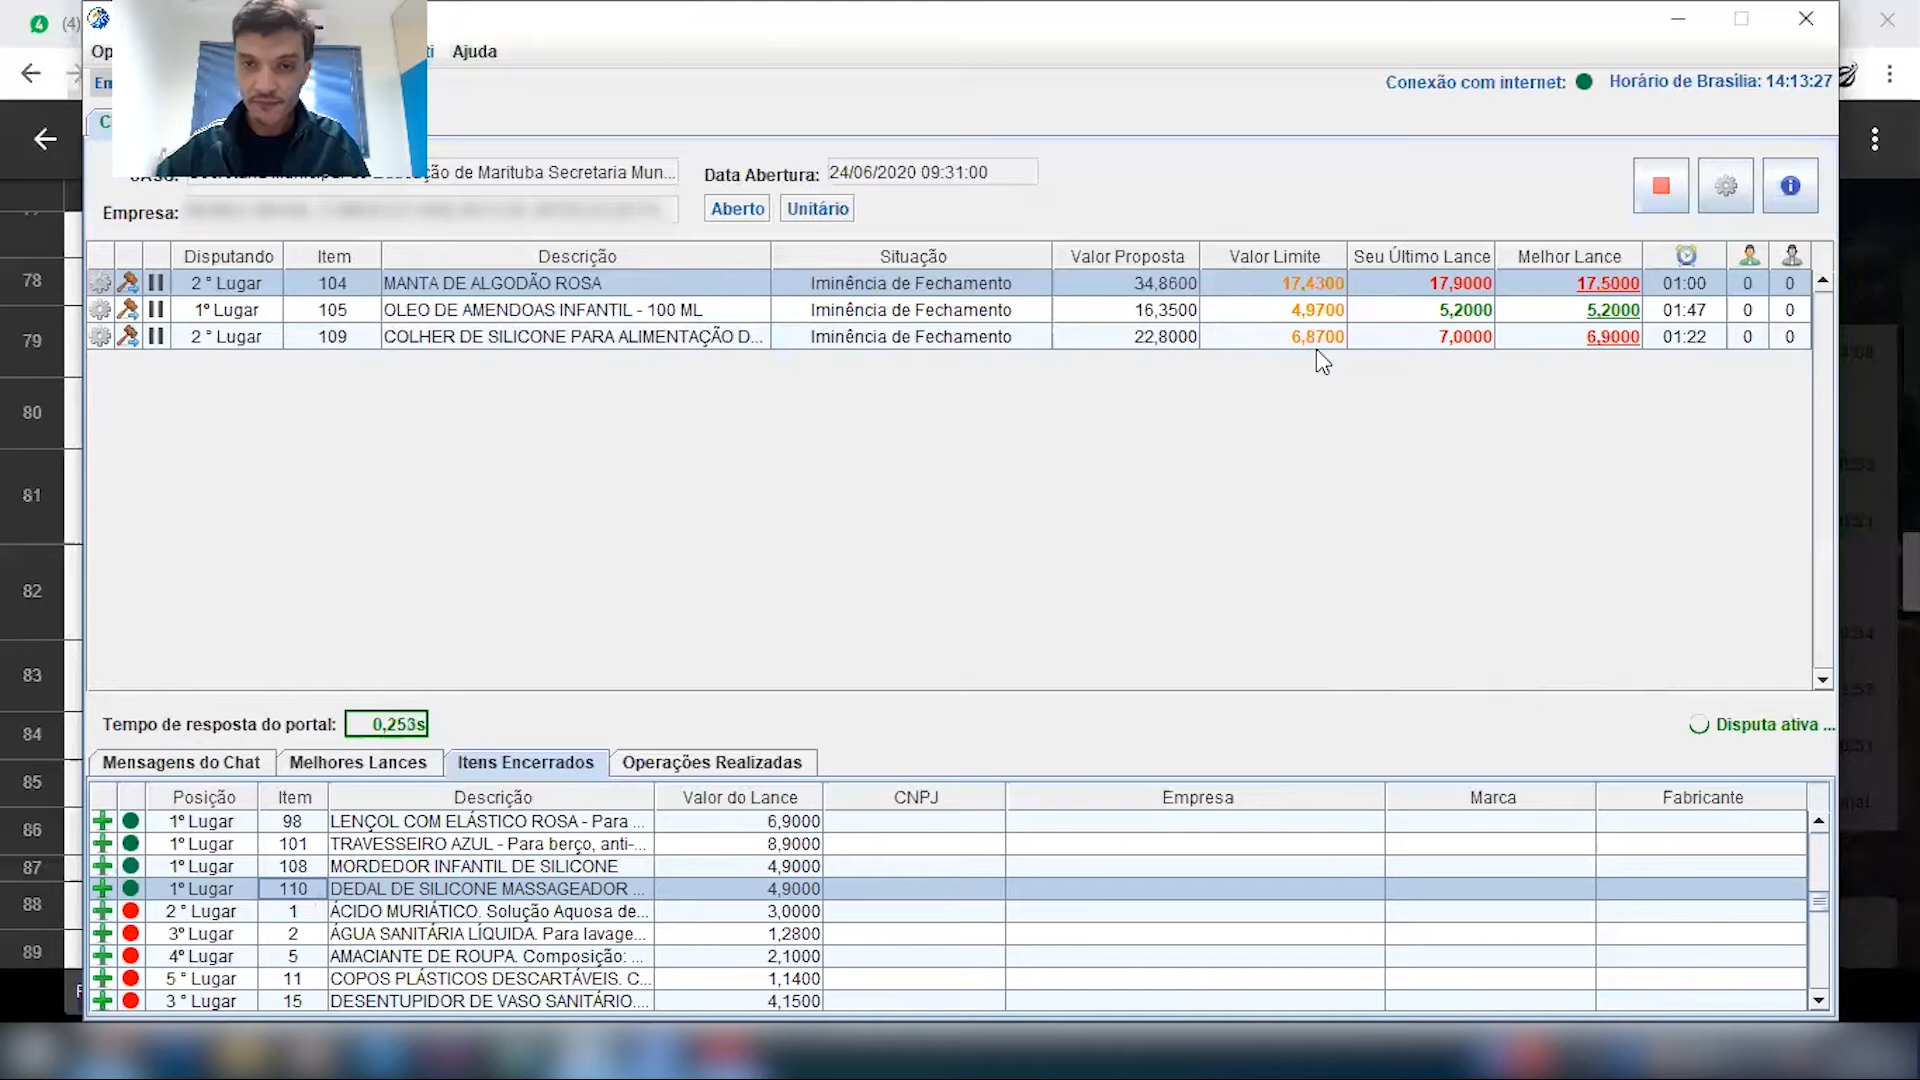 (4)
Op
ti Ajuda
Em
Conexão com internet: Horário de Brasília: 14:13:27
C
ção de Marituba Secretaria Mun... Data Abertura: 24/06/2020 09:31:00
Empresa: Aberto Unitário
Disputando Item Descrição Situação Valor Proposta Valor Limite Seu Último Lance Melhor Lance
2 ° Lugar 104 MANTA DE ALGODÃO ROSA Iminência de Fechamento 34,8600 17,4300 17,9000 17,5000 01:00 0 0
1º Lugar 105 OLEO DE AMENDOAS INFANTIL - 100 ML Iminência de Fechamento 16,3500 4,9700 5,2000 5,2000 01:47 0 0
2 ° Lugar 109 COLHER DE SILICONE PARA ALIMENTAÇÃO D... Iminência de Fechamento 22,8000 6,8700 7,0000 6,9000 01:22 0 0
78
79
80
81
82
83
84
85
86
87
88
89
Tempo de resposta do portal: 0,253s Disputa ativa ...
Mensagens do Chat Melhores Lances Itens Encerrados Operações Realizadas
Posição Item Descrição Valor do Lance CNPJ Empresa Marca Fabricante
1º Lugar 98 LENÇOL COM ELÁSTICO ROSA - Para ... 6,9000
1º Lugar 101 TRAVESSEIRO AZUL - Para berço, anti-... 8,9000
1º Lugar 108 MORDEDOR INFANTIL DE SILICONE 4,9000
1º Lugar 110 DEDAL DE SILICONE MASSAGEADOR ... 4,9000
2 ° Lugar 1 ÁCIDO MURIÁTICO. Solução Aquosa de... 3,0000
3º Lugar 2 ÁGUA SANITÁRIA LÍQUIDA. Para lavage... 1,2800
4º Lugar 5 AMACIANTE DE ROUPA. Composição: ... 2,1000
5 ° Lugar 11 COPOS PLÁSTICOS DESCARTÁVEIS. C... 1,1400
3 ° Lugar 15 DESENTUPIDOR DE VASO SANITÁRIO.... 4,1500